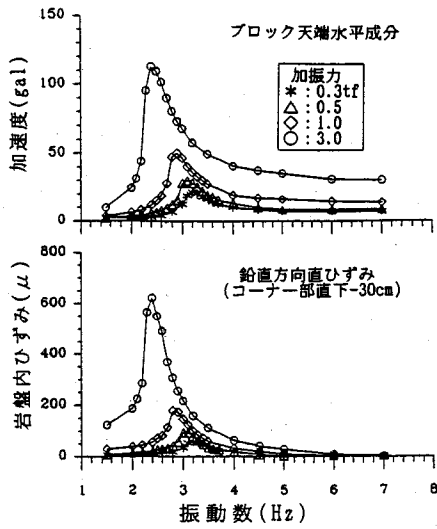 ブロック天端水平成分
加振力
* : 0.3tf
△ : 0.5
◇ : 1.0
○ : 3.0
加速度(gal)
150
100
50
0
鉛直方向直ひずみ
(コーナー部直下-30cm)
岩盤内ひずみ(μ)
800
600
400
200
0
1 2 3 4 5 6 7 8
振動数(Hz)